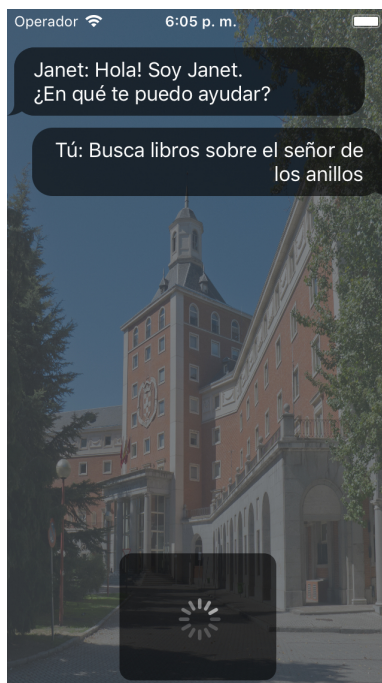 Operador 6:05 p. m.
Janet: Hola! Soy Janet.
¿En qué te puedo ayudar?
Tú: Busca libros sobre el señor de
los anillos